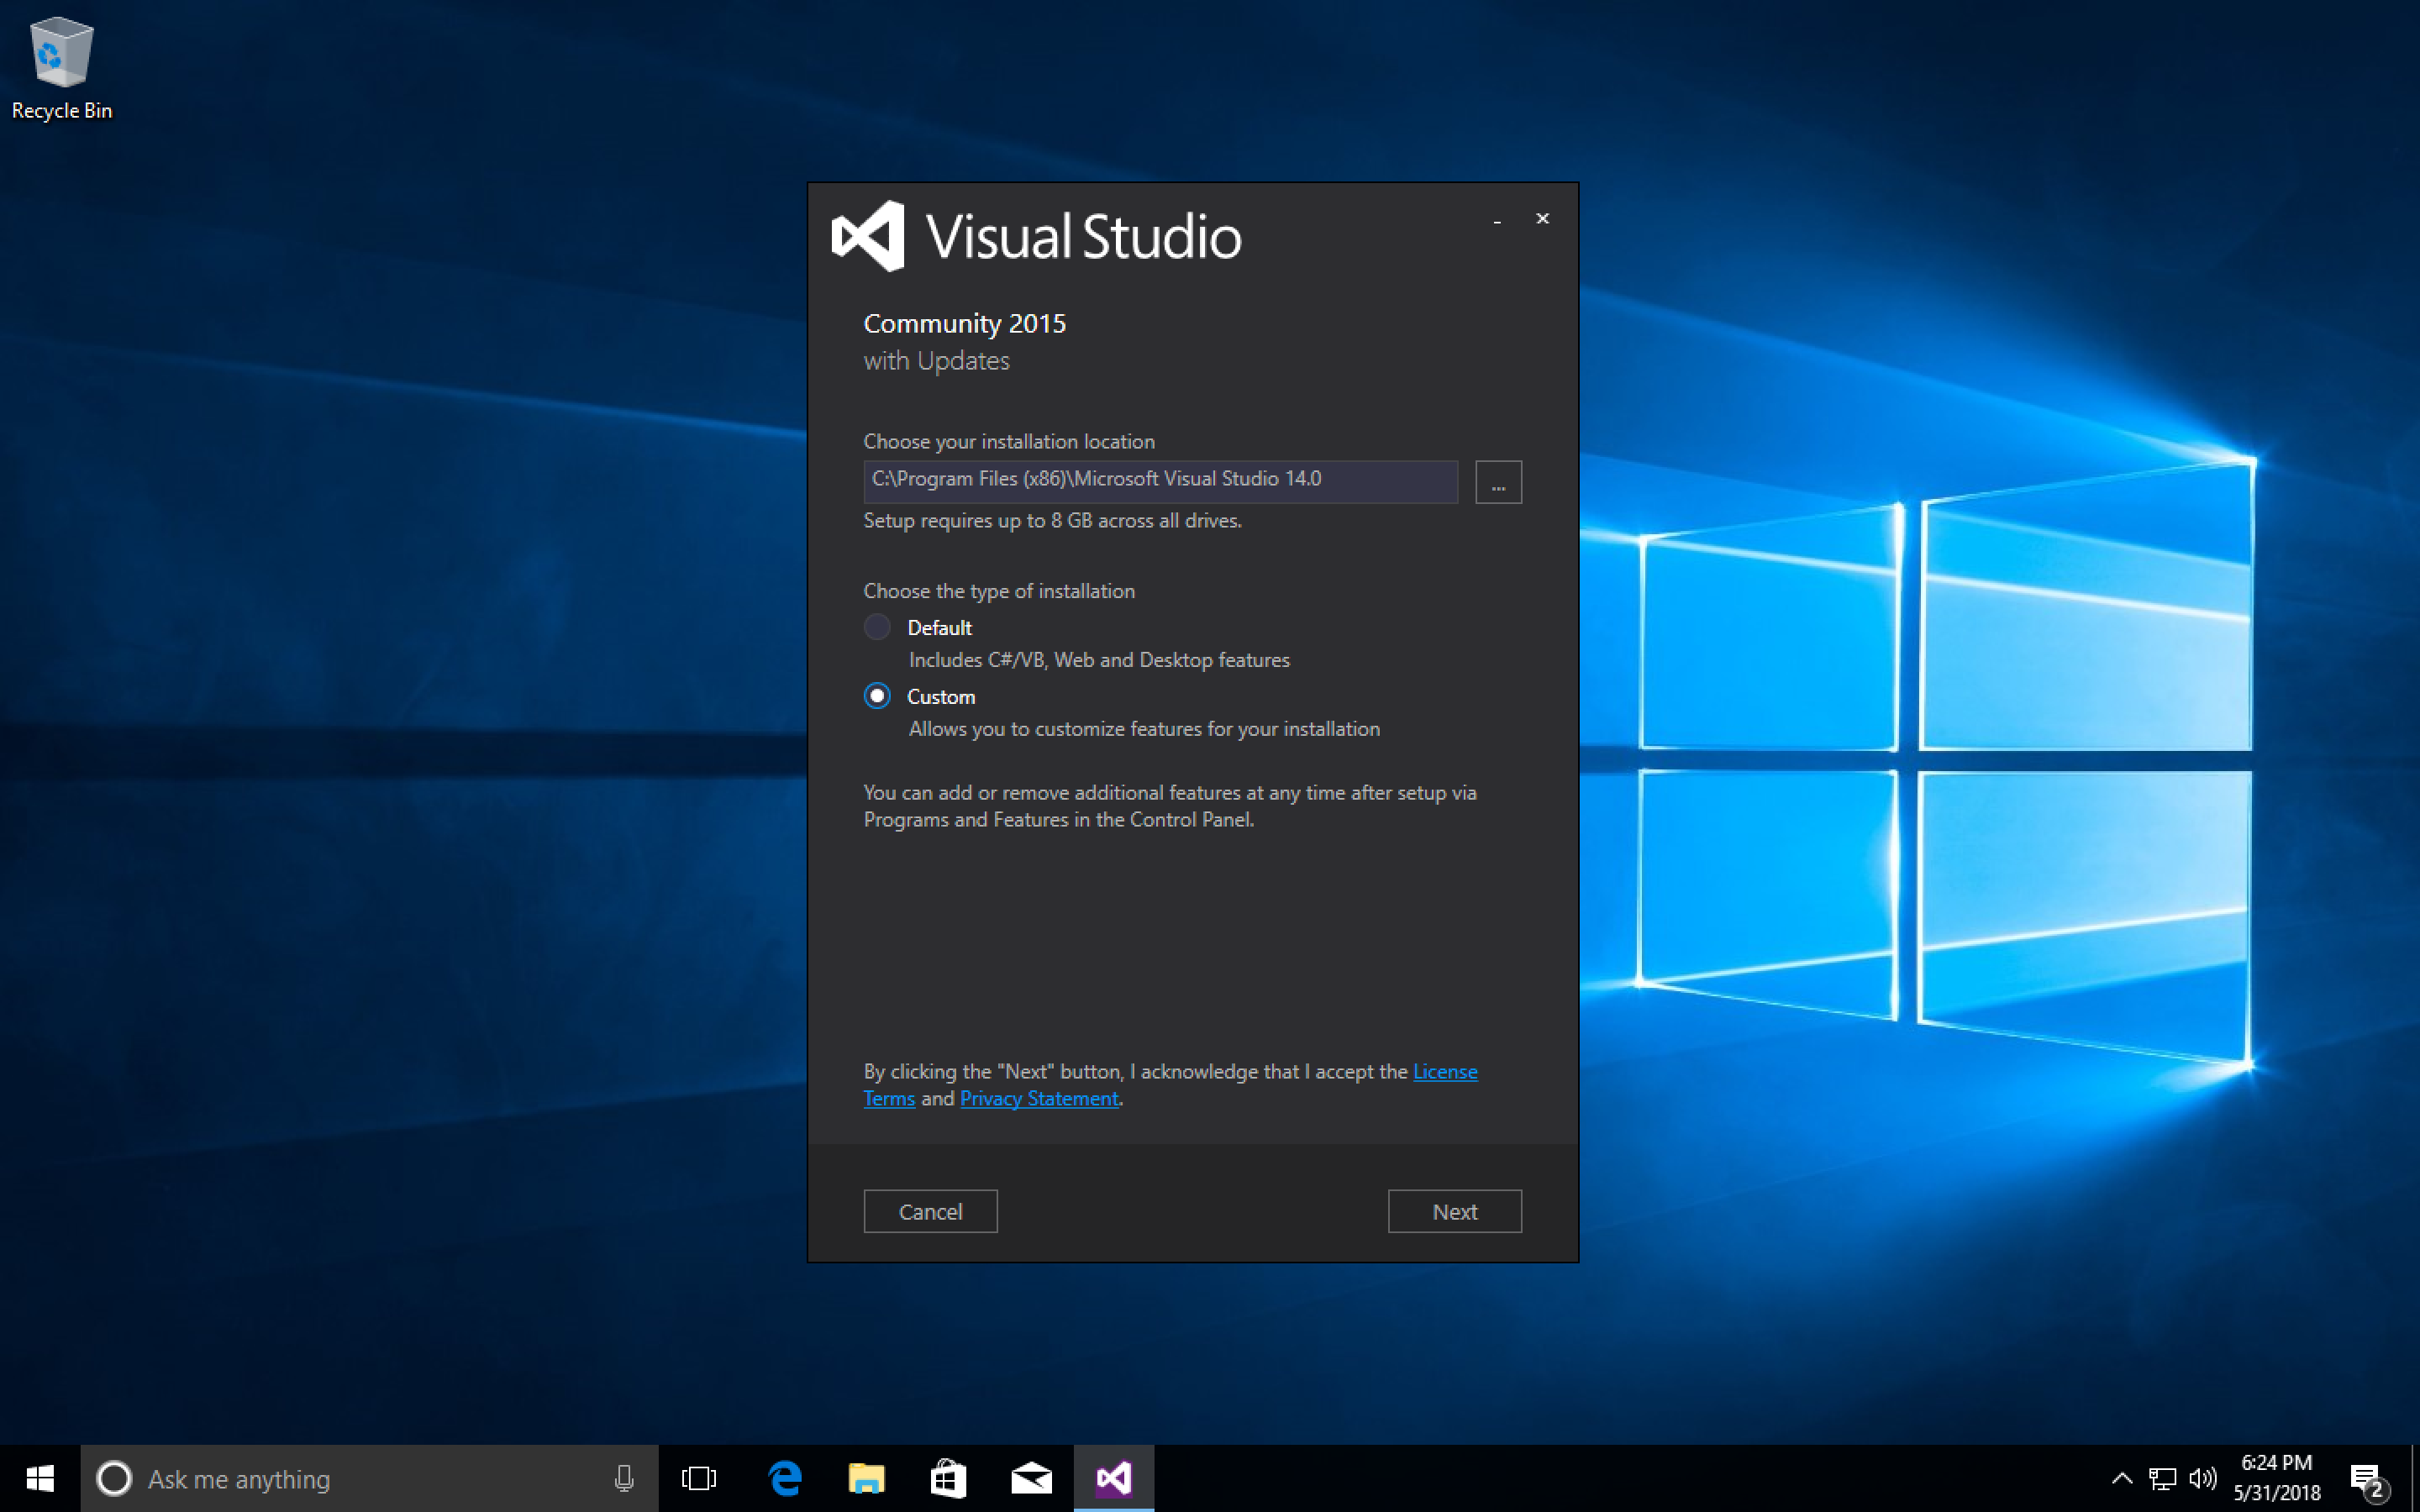 Recycle Bin
Visual Studio
Community 2015
with Updates
Choose your installation location
C:\Program Files (x86)\Microsoft Visual Studio 14.0
...
Setup requires up to 8 GB across all drives.
Choose the type of installation
Default
Includes C#/VB, Web and Desktop features
Custom
Allows you to customize features for your installation
You can add or remove additional features at any time after setup via
Programs and Features in the Control Panel.
By clicking the "Next" button, I acknowledge that I accept the License
Terms and Privacy Statement.
Cancel
Next
Ask me anything
6:24 PM
5/31/2018
2